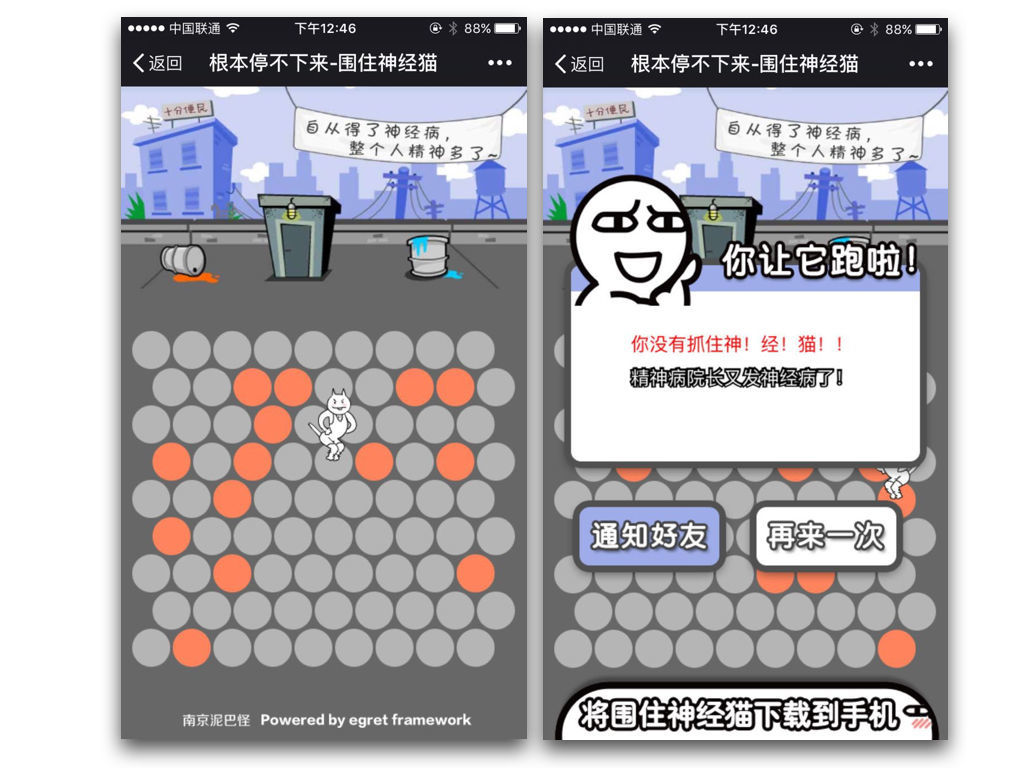 中国联通
下午12:46
88%
返回
根本停不下来-围住神经猫
十分便民
自从得了神经病，
整个人精神多了~
南京泥巴怪 Powered by egret framework
中国联通
下午12:46
88%
返回
根本停不下来-围住神经猫
十分便民
自从得了神经病，
整个人精神多了~
你让它跑啦！
你没有抓住神！经！猫！！
精神病院长又发神经病了！
通知好友
再来一次
将围住神经猫下载到手机